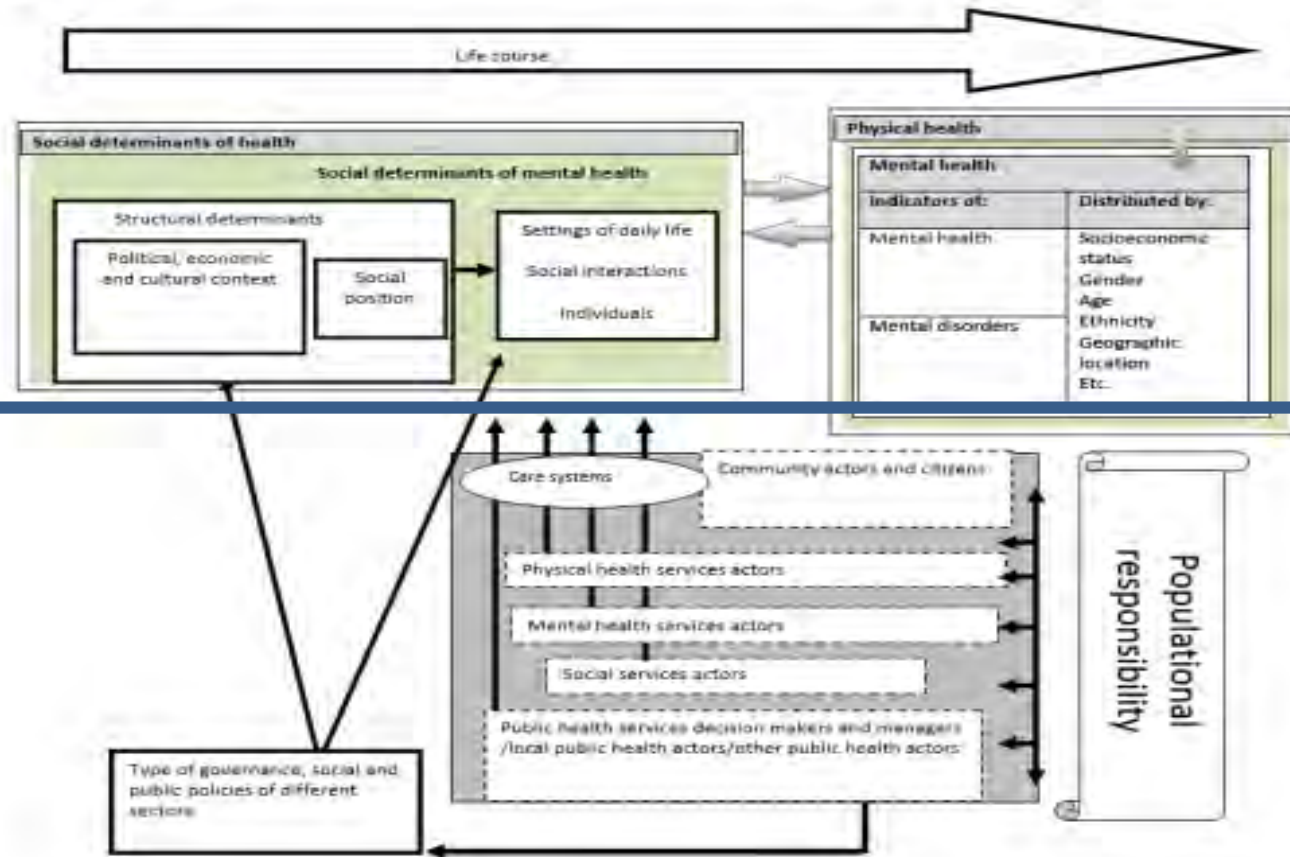 Life course
Social determinants of health
Social determinants of mental health
Structural determinants
Political, economic
and cultural context
Social
position
Settings of daily life
Social interactions
Individuals
Physical health
Mental health
Indicators of:
Distributed by:
Mental health
Mental disorders
Socioeconomic
status
Gender
Age
Ethnicity
Geographic
location
Etc.
Care systems
Community actors and citizens
Physical health services actors
Mental health services actors
Social services actors
Public health services decision makers and managers
/local public health actors/other public health actors
Populational
responsibility
Type of governance, social and
public policies of different
sectors